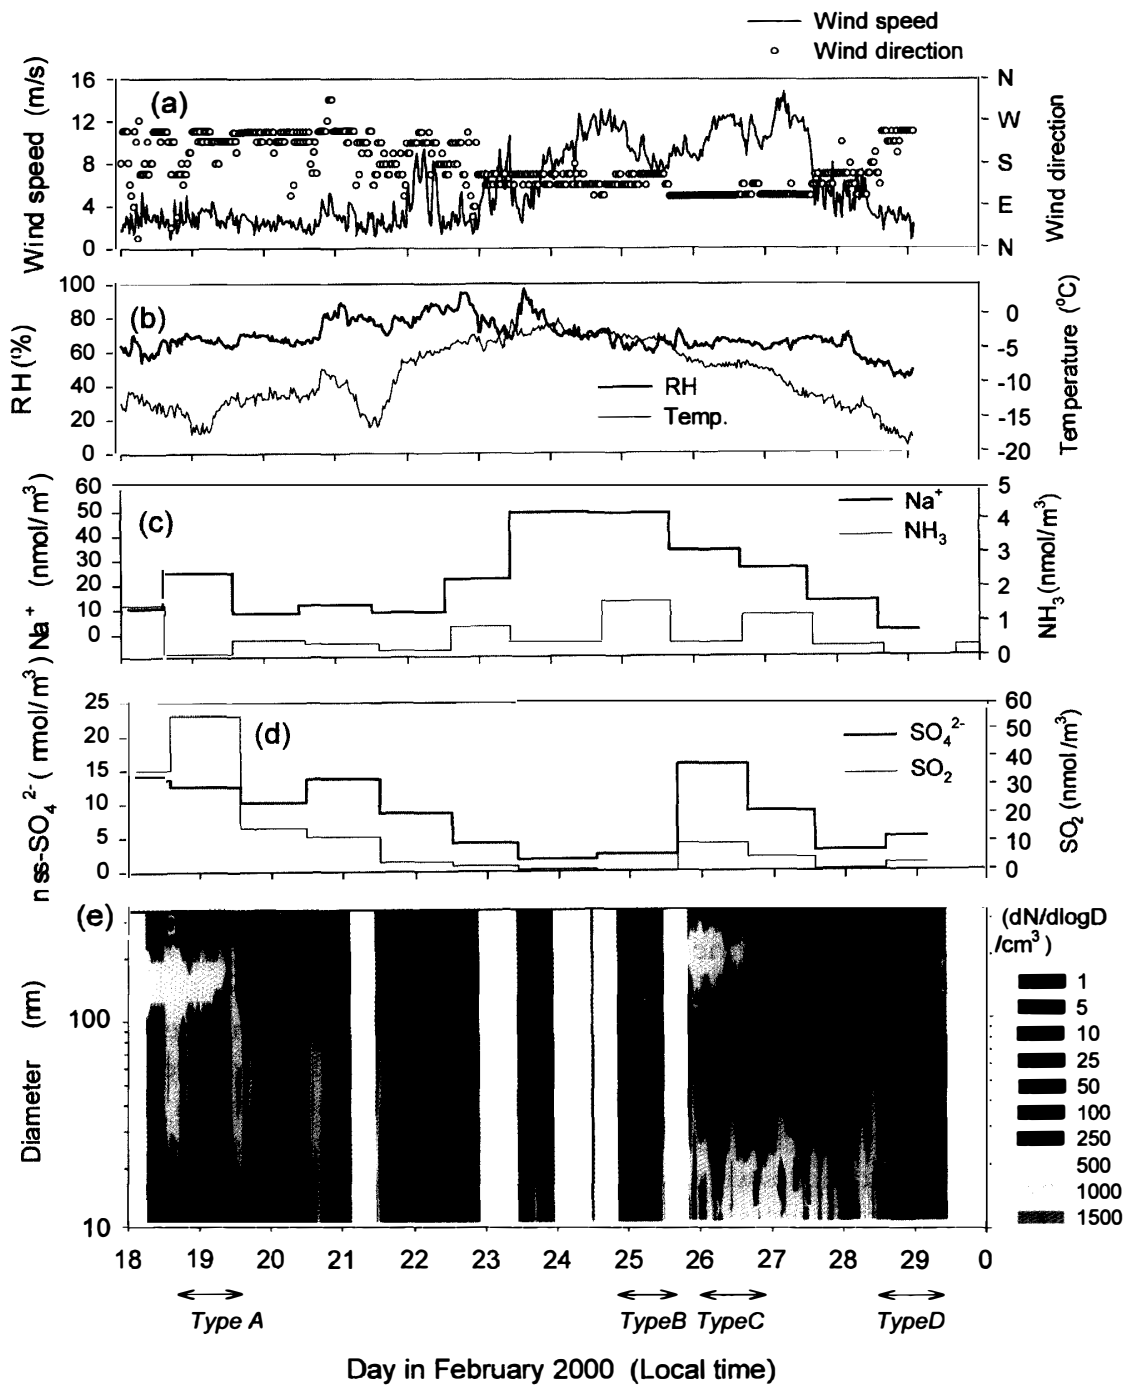 Wind speed
Wind direction
(a)
Wind speed (m/s)
16
12
8
4
0
N
W
S
E
N
Wind direction
(b)
RH (%)
100
80
60
40
20
0
RH
Temp.
0
-5
-10
-15
-20
Temperature (°C)
(c)
Na⁺ (nmol/m³)
60
50
40
30
20
10
0
Na⁺
NH₃
5
4
3
2
1
0
NH₃ (nmol/m³)
(d)
nss-SO₄²⁻ (nmol/m³)
25
20
15
10
5
0
SO₄²⁻
SO₂
60
50
40
30
20
10
0
SO₂ (nmol/m³)
(e)
Diameter (nm)
100
10
(dN/dlogD
/cm³)
1
5
10
25
50
100
250
500
1000
1500
18 19 20 21 22 23 24 25 26 27 28 29 0
Type A TypeB TypeC TypeD
Day in February 2000 (Local time)